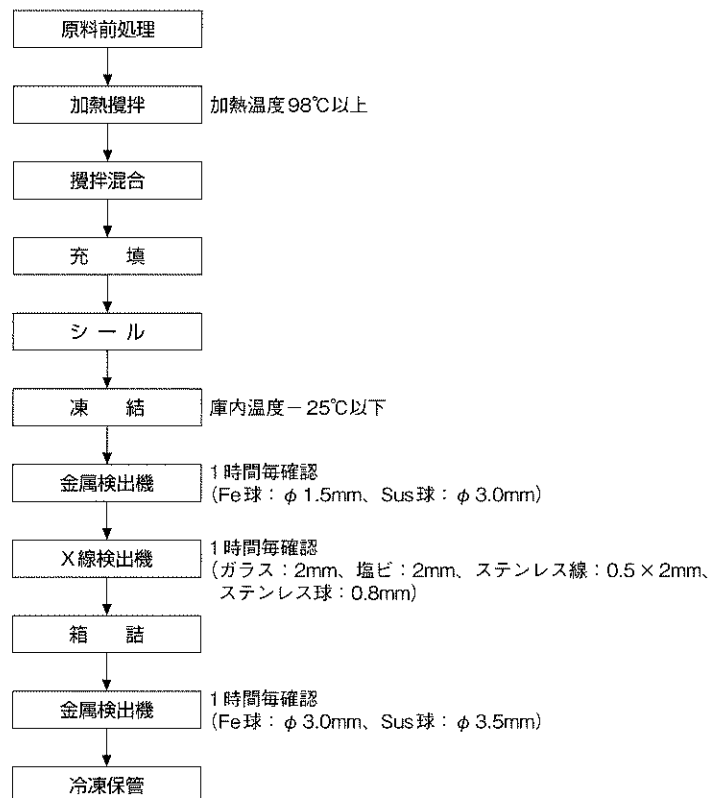 原料前処理
加熱攪拌 加熱温度98℃以上
攪拌混合
充 填
シ ー ル
凍 結 庫内温度－25℃以下
金属検出機 1時間毎確認
(Fe球：φ1.5mm、Sus球：φ3.0mm)
X線検出機 1時間毎確認
(ガラス：2mm、塩ビ：2mm、ステンレス線：0.5×2mm、
ステンレス球：0.8mm)
箱 詰
金属検出機 1時間毎確認
(Fe球：φ3.0mm、Sus球：φ3.5mm)
冷凍保管